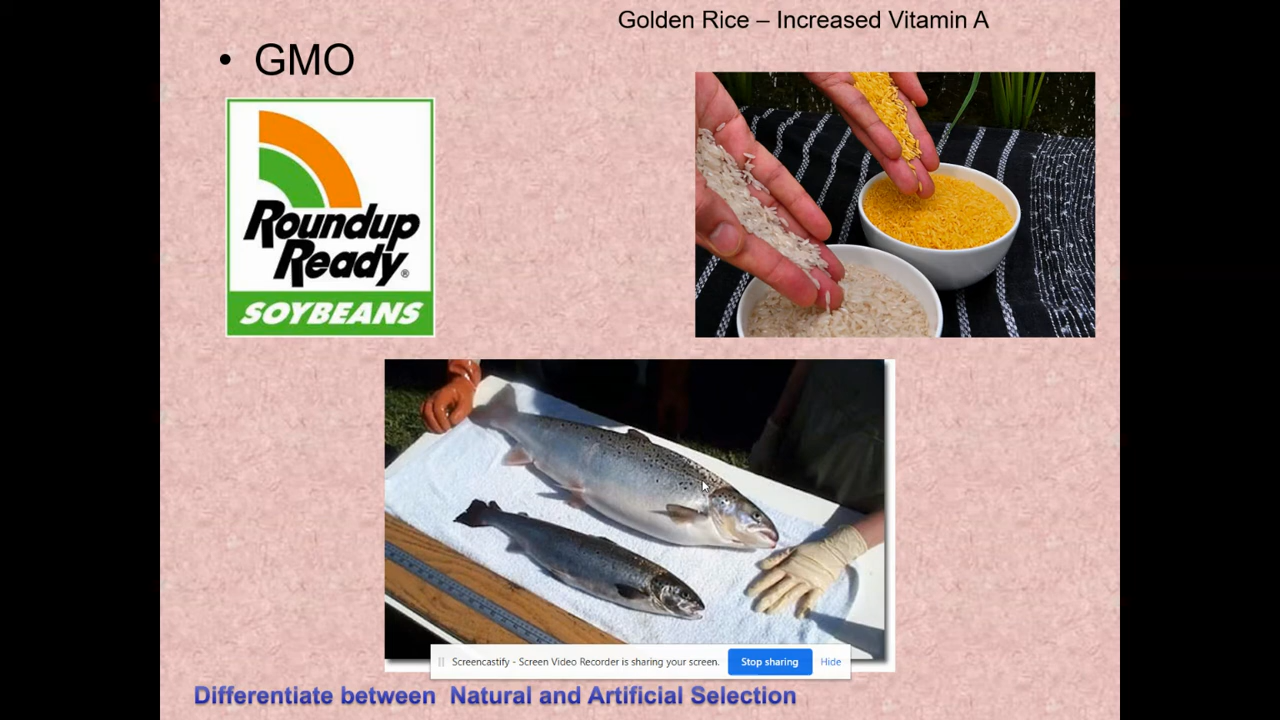 Golden Rice – Increased Vitamin A
• GMO
Roundup
Ready®
SOYBEANS
Screencastify - Screen Video Recorder is sharing your screen.
Stop sharing
Hide
Differentiate between Natural and Artificial Selection